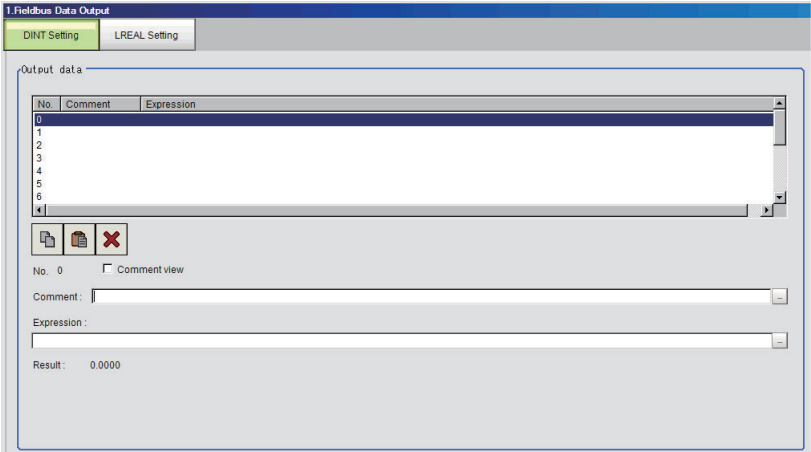 1.Fieldbus Data Output
DINT Setting LREAL Setting
Output data
No. Comment Expression
0
1
2
3
4
5
6
No. 0 Comment view
Comment :
...
Expression :
...
Result : 0.0000